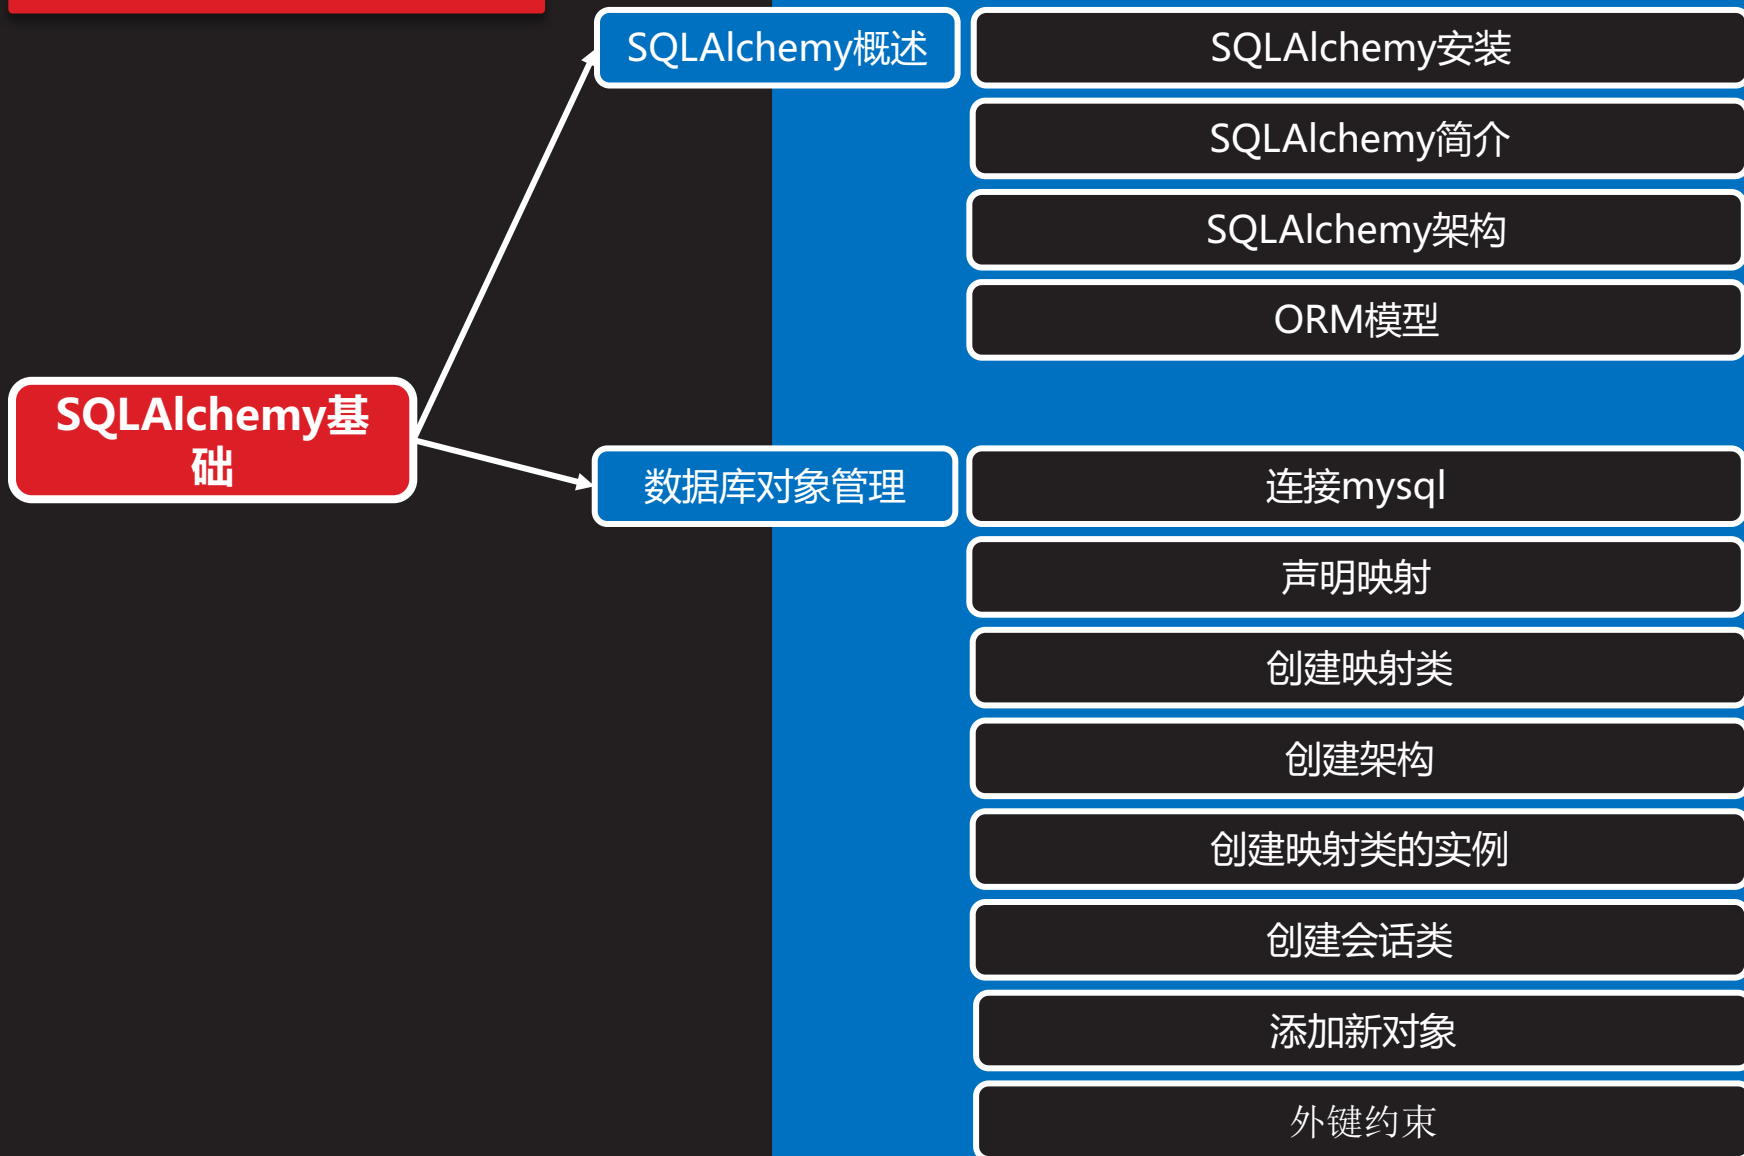 SQLAlchemy概述
SQLAlchemy安装
SQLAlchemy简介
SQLAlchemy架构
ORM模型
SQLAlchemy基
础
数据库对象管理
连接mysql
声明映射
创建映射类
创建架构
创建映射类的实例
创建会话类
添加新对象
外键约束